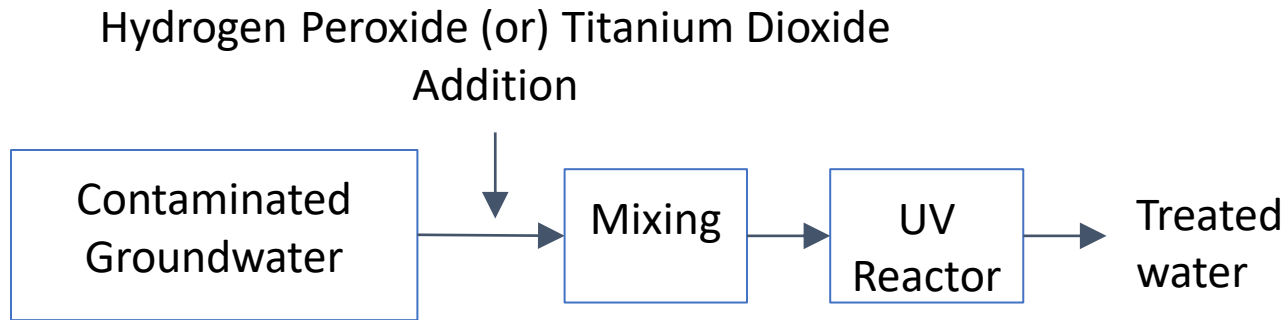 Hydrogen Peroxide (or) Titanium Dioxide
Addition
Contaminated
Groundwater
Mixing
UV
Reactor
Treated
water